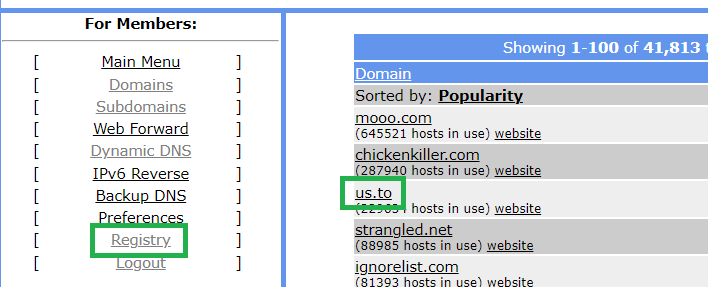 For Members:
[ Main Menu ]
[ Domains ]
[ Subdomains ]
[ Web Forward ]
[ Dynamic DNS ]
[ IPv6 Reverse ]
[ Backup DNS ]
[ Preferences ]
[ Registry ]
[ Logout ]
Showing 1-100 of 41,813
Domain
Sorted by: Popularity
mooo.com
(645521 hosts in use) website
chickenkiller.com
(287940 hosts in use) website
us.to
hosts in use) website
strangled.net
(88985 hosts in use) website
ignorelist.com
(81393 hosts in use) website